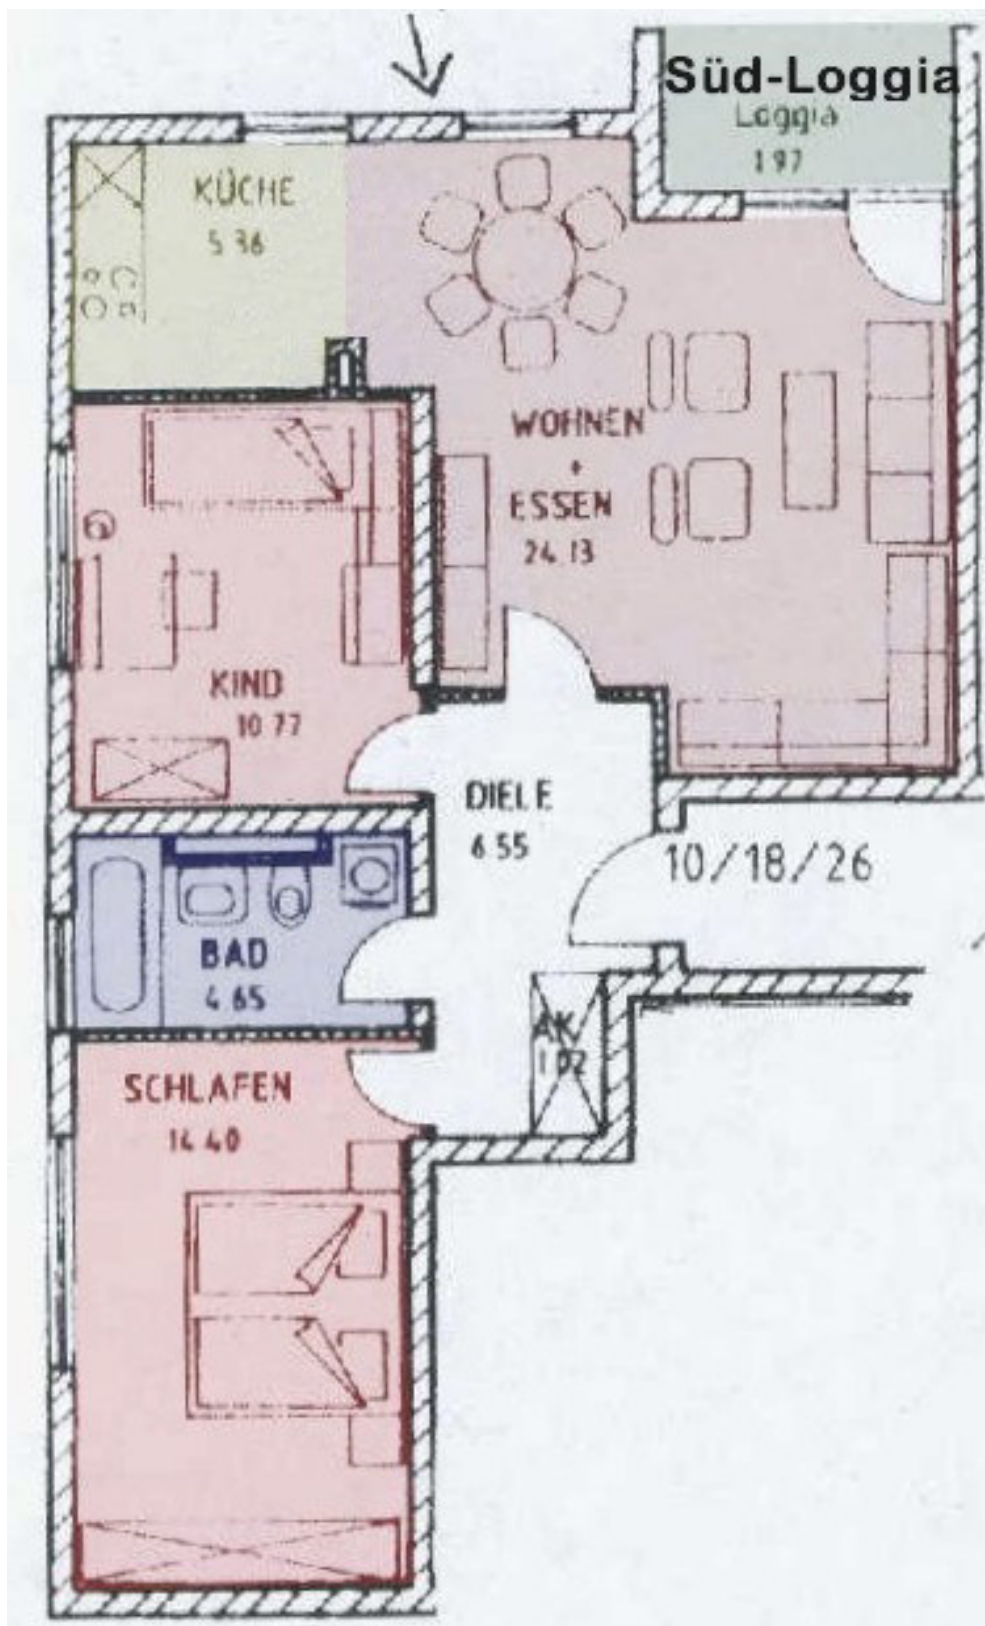 Süd-Loggia
Loggia
1.97
KÜCHE
5.36
WOHNEN
+
ESSEN
24.13
KIND
10.77
DIELE
6.55
10/18/26
BAD
4.65
AK.
1.02
SCHLAFEN
14.40